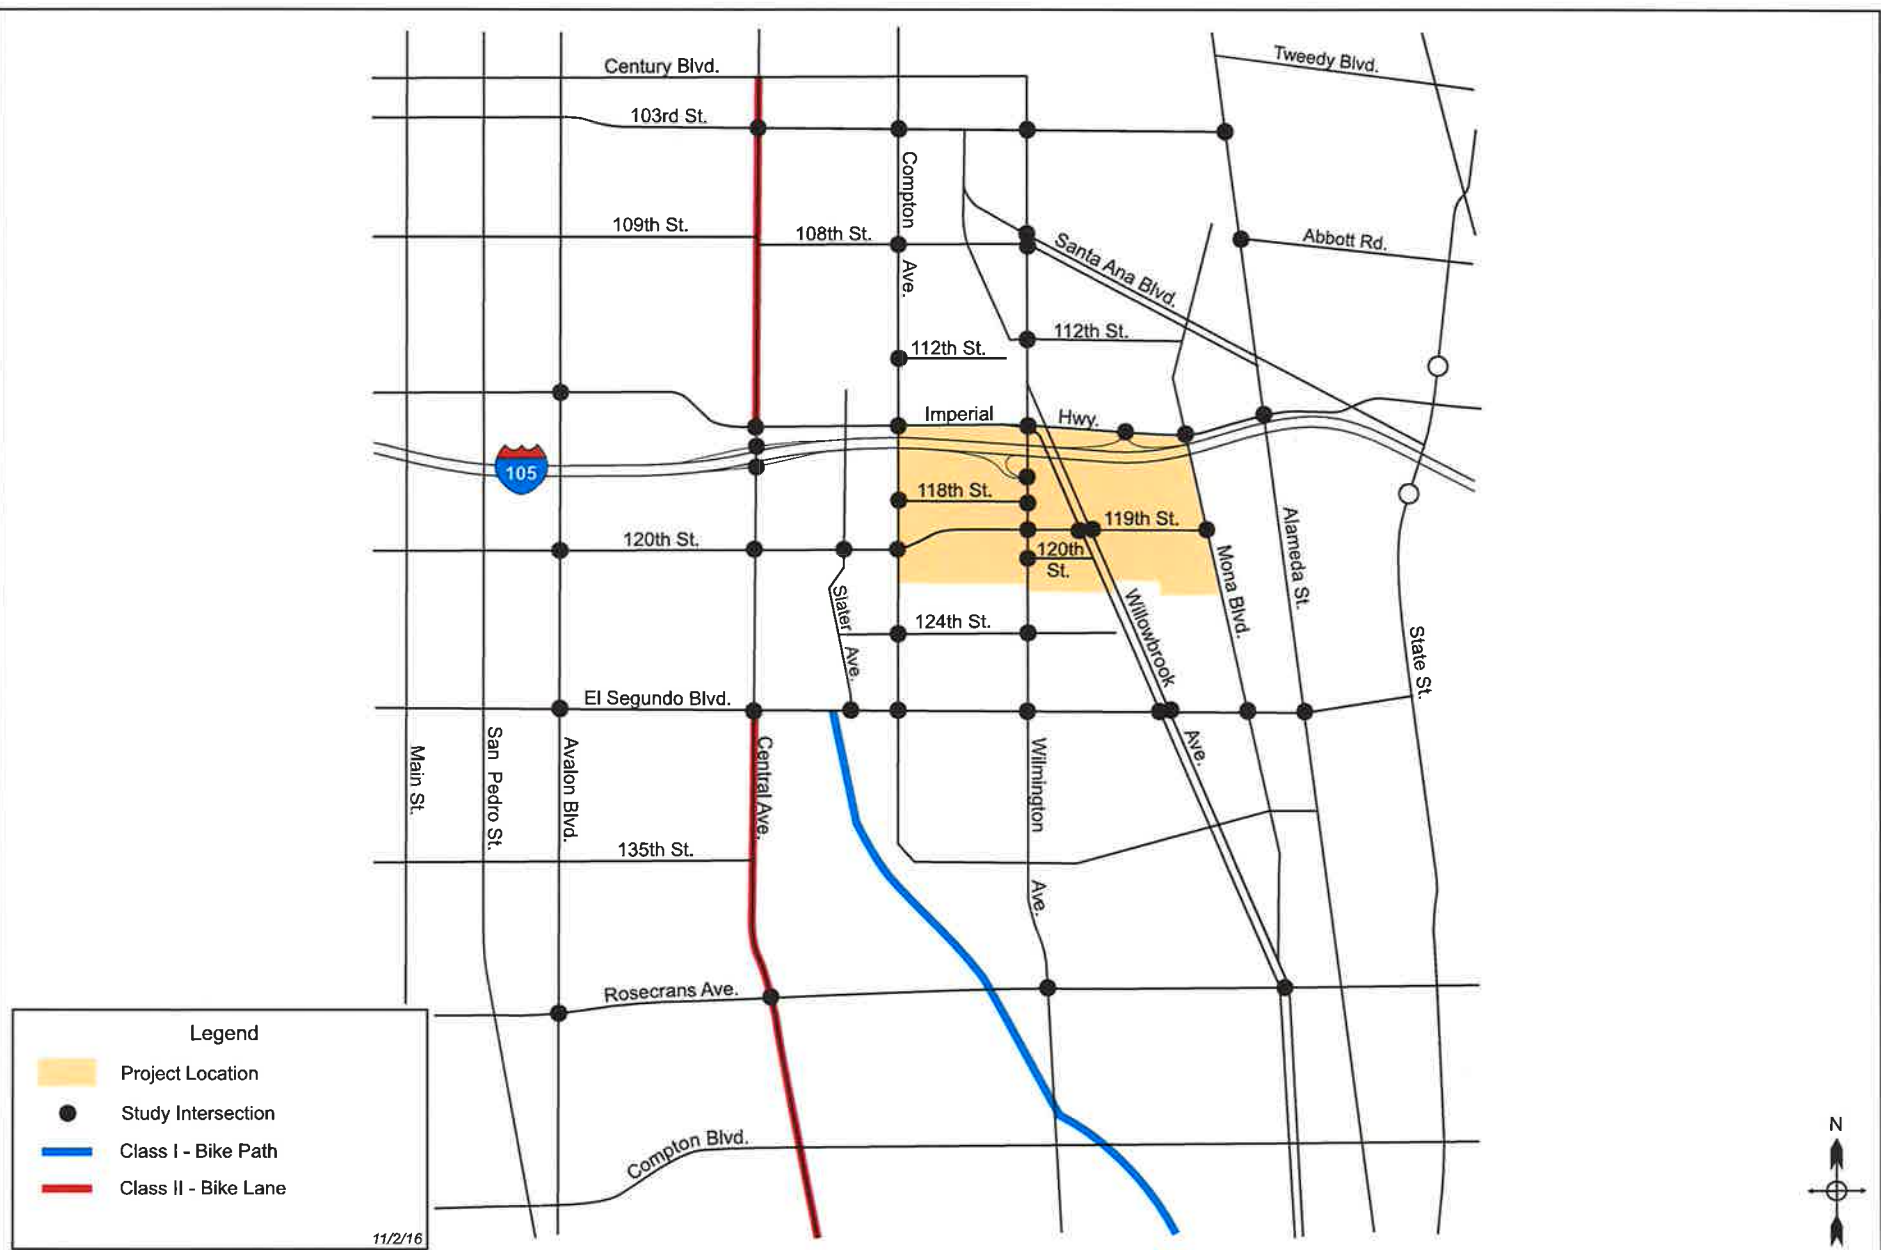 Century Blvd.
Tweedy Blvd.
103rd St.
Compton
Ave.
109th St.
108th St.
Santa Ana Blvd.
Abbott Rd.
112th St.
112th St.
Imperial
Hwy.
105
118th St.
119th St.
120th St.
120th
St.
Slater
Ave.
Willowbrook
Ave.
Mona Blvd.
Alameda St.
State St.
124th St.
El Segundo Blvd.
Main St.
San Pedro St.
Avalon Blvd.
Central Ave.
Wilmington
Ave.
135th St.
Rosecrans Ave.
Compton Blvd.
Legend
Project Location
Study Intersection
Class I - Bike Path
Class II - Bike Lane
11/2/16
N